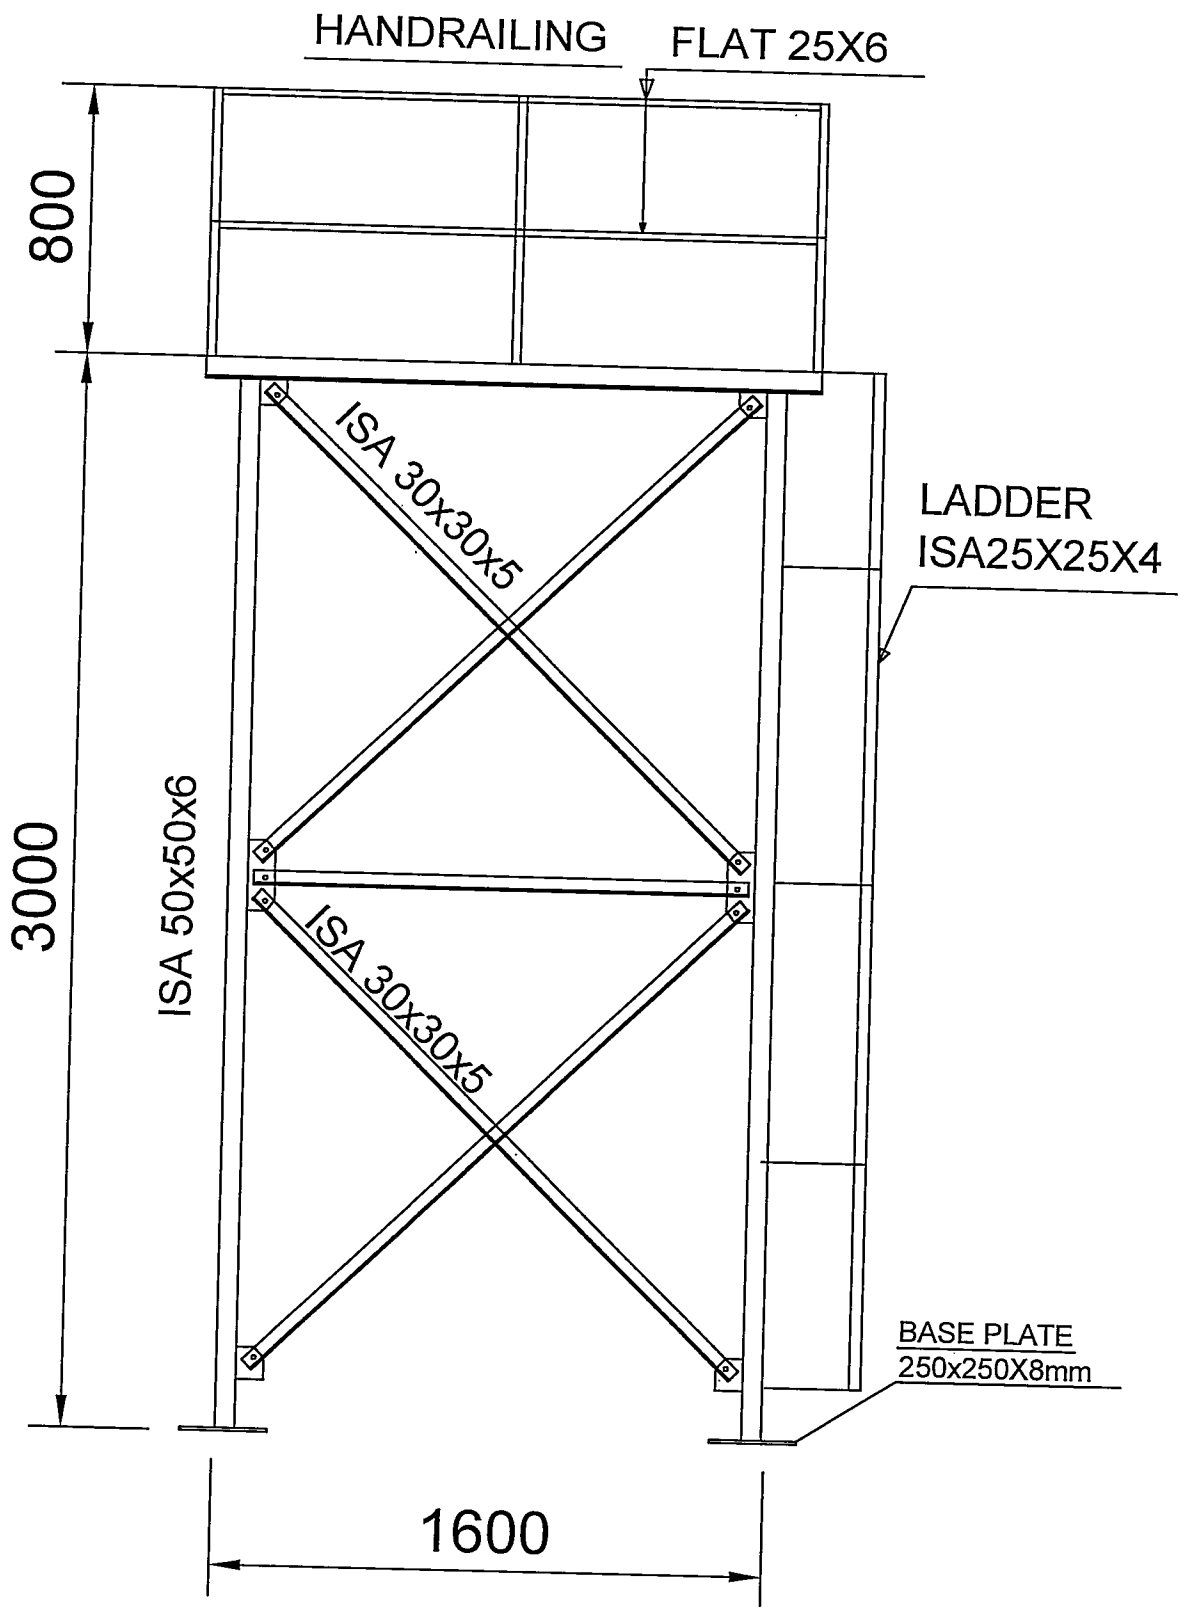 HANDRAILING
FLAT 25X6
800
ISA 30x30x5
LADDER
ISA25X25X4
3000
ISA 50x50x6
ISA 30x30x5
BASE PLATE
250x250X8mm
1600